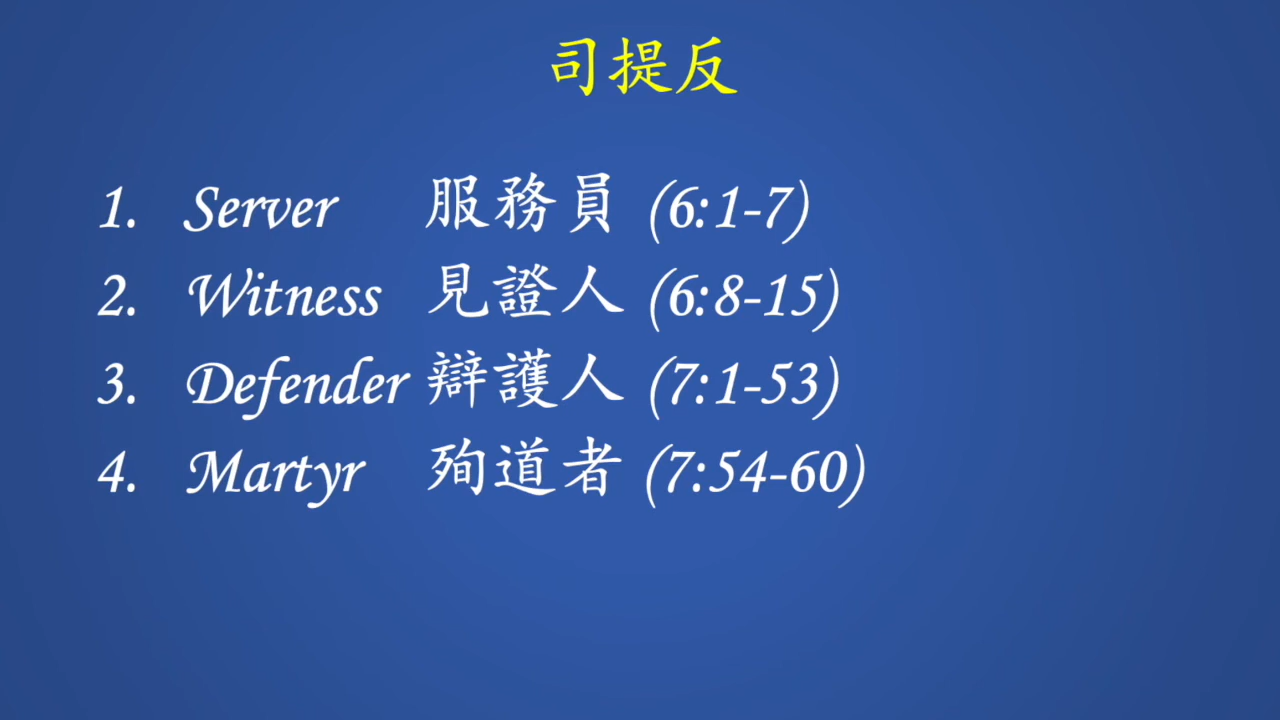 司提反
1. Server 服務員 (6:1-7)
2. Witness 見證人 (6:8-15)
3. Defender 辯護人 (7:1-53)
4. Martyr 殉道者 (7:54-60)